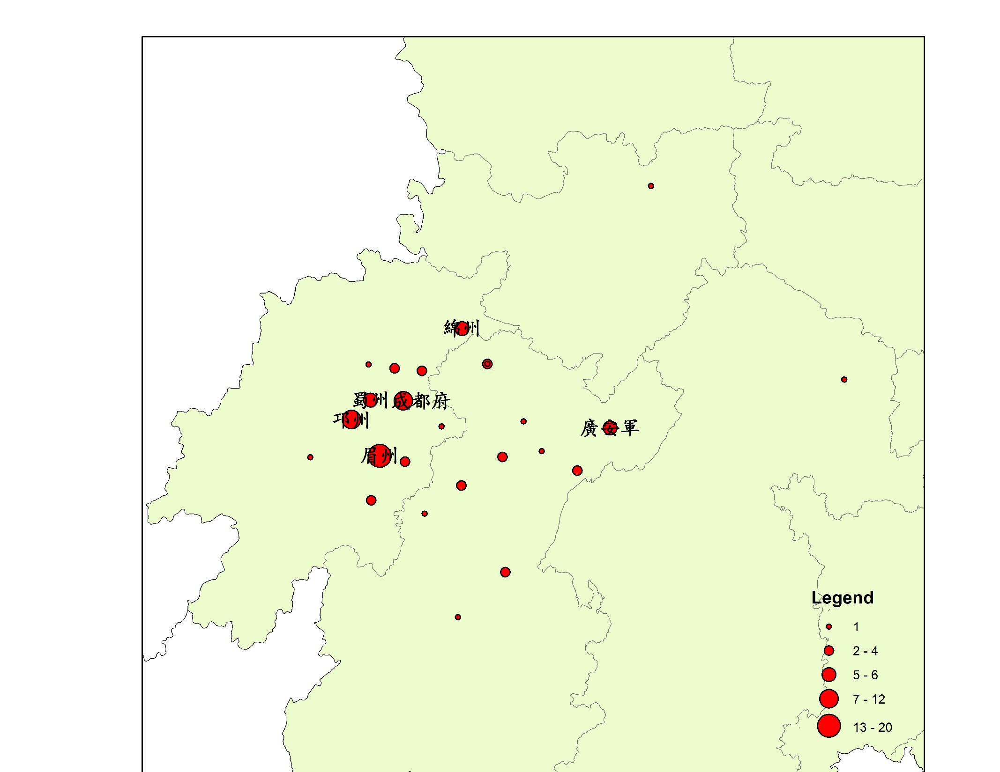 綿州
蜀州
成都府
邛州
廣安軍
眉州
Legend
1
2 - 4
5 - 6
7 - 12
13 - 20